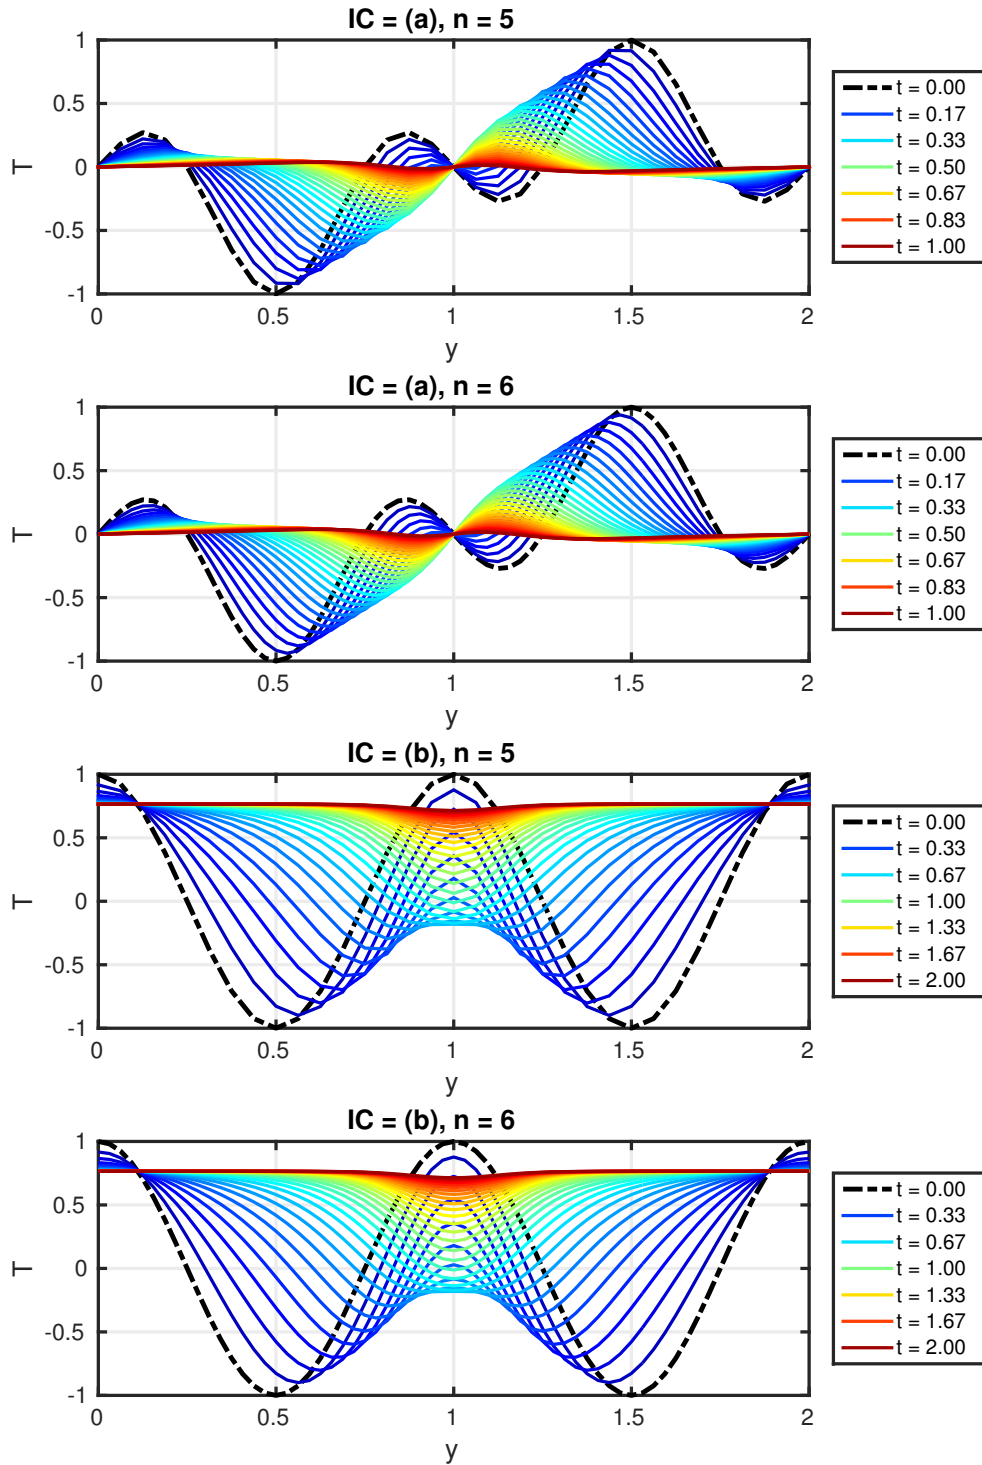 IC = (a), n = 5
1
0.5
0
-0.5
-1
T
0
0.5
1
1.5
2
y
t = 0.00
t = 0.17
t = 0.33
t = 0.50
t = 0.67
t = 0.83
t = 1.00
IC = (a), n = 6
1
0.5
0
-0.5
-1
T
0
0.5
1
1.5
2
y
t = 0.00
t = 0.17
t = 0.33
t = 0.50
t = 0.67
t = 0.83
t = 1.00
IC = (b), n = 5
1
0.5
0
-0.5
-1
T
0
0.5
1
1.5
2
y
t = 0.00
t = 0.33
t = 0.67
t = 1.00
t = 1.33
t = 1.67
t = 2.00
IC = (b), n = 6
1
0.5
0
-0.5
-1
T
0
0.5
1
1.5
2
y
t = 0.00
t = 0.33
t = 0.67
t = 1.00
t = 1.33
t = 1.67
t = 2.00